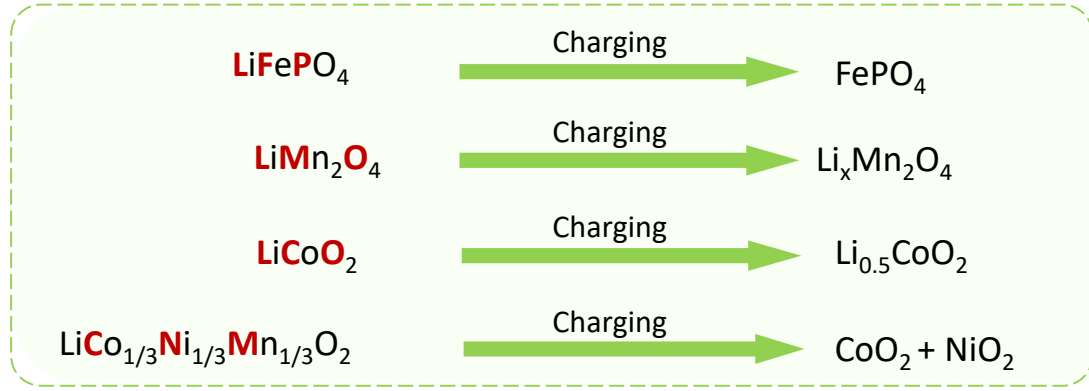 LiFePO₄ Charging FePO₄
LiMn₂O₄ Charging LiₓMn₂O₄
LiCoO₂ Charging Li₀.₅CoO₂
LiCo₁/₃Ni₁/₃Mn₁/₃O₂ Charging CoO₂ + NiO₂